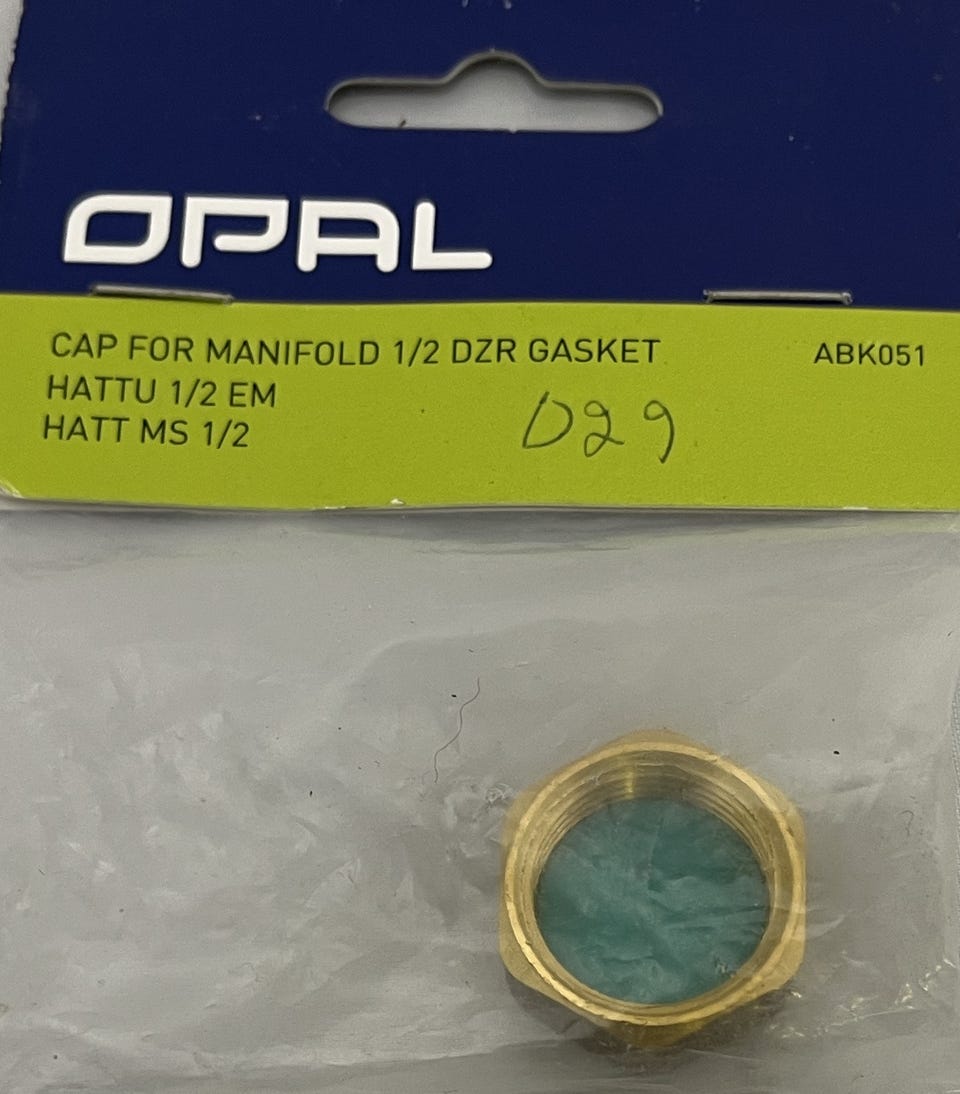 OPAL
CAP FOR MANIFOLD 1/2 DZR GASKET ABK051
HATTU 1/2 EM
HATT MS 1/2
D29